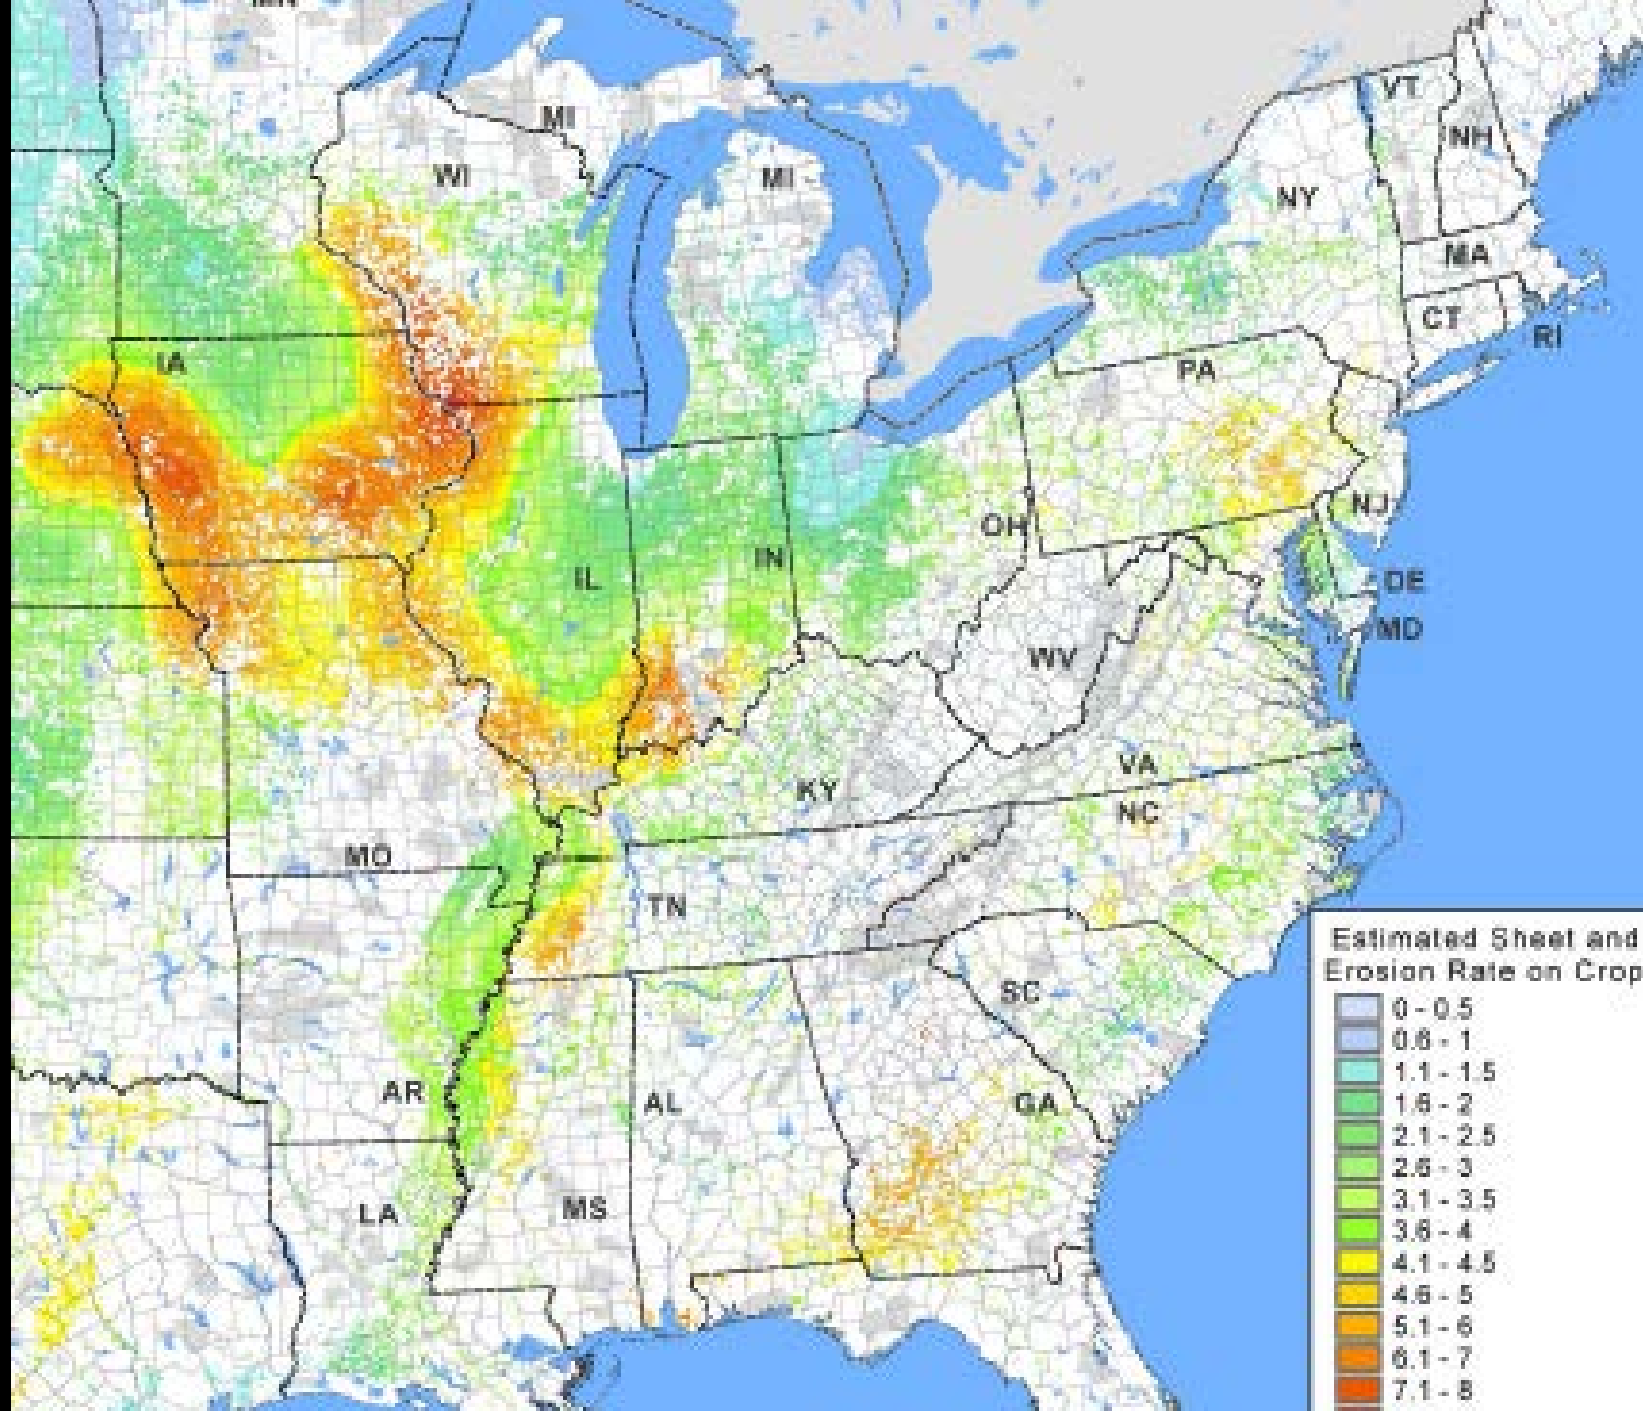 MN
MI
WI
MI
VT
NH
NY
MA
CT
RI
IA
PA
NJ
OH
IN
IL
DE
MD
WV
VA
KY
NC
MO
TN
SC
AR
AL
GA
LA
MS
Estimated Sheet and
Erosion Rate on Crop
0 - 0.5
0.6 - 1
1.1 - 1.5
1.6 - 2
2.1 - 2.5
2.6 - 3
3.1 - 3.5
3.6 - 4
4.1 - 4.5
4.6 - 5
5.1 - 6
6.1 - 7
7.1 - 8